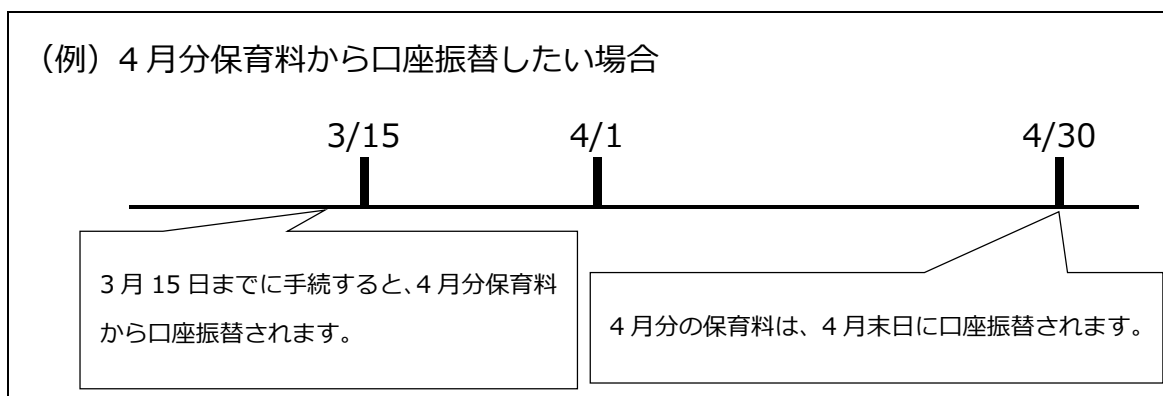 （例）４月分保育料から口座振替したい場合
3/15 4/1 4/30
３月 15 日までに手続すると、４月分保育料
から口座振替されます。
４月分の保育料は、４月末日に口座振替されます。